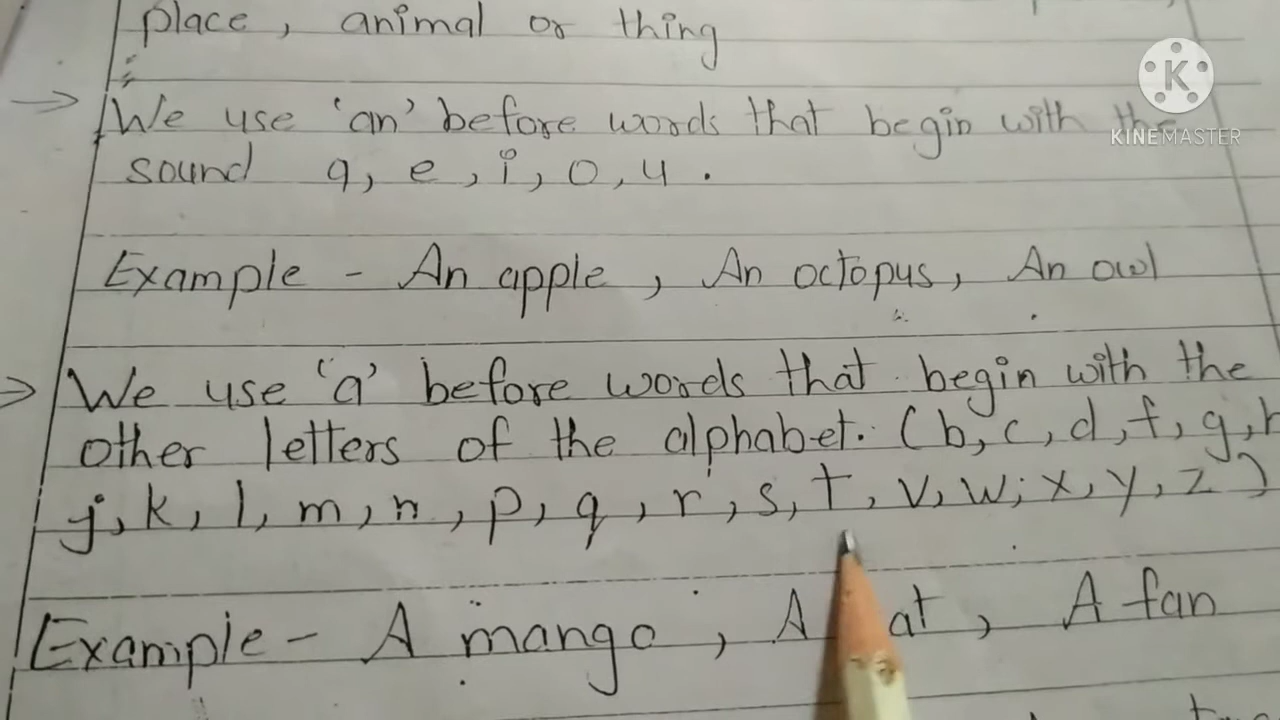 place, animal or thing
K
KINEMASTER
We use 'an' before words that begin with the
sound a, e, i, o, u.
Example - An apple, An octopus, An owl
We use 'a' before words that begin with the
other letters of the alphabet. (b, c, d, f, g, h
j, k, l, m, n, p, q, r, s, t, v, w, x, y, z)
Example - A mango, A at, A fan